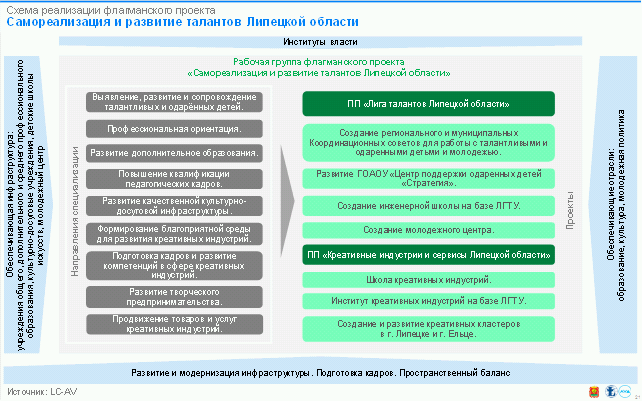 Схема реализации флагманского проекта
Самореализация и развитие талантов Липецкой области
Институты власти
Обеспечивающая инфраструктура:
учреждения общего, дополнительного и среднего профессионального
образования, культурно-досуговые учреждения, детские школы
искусств, молодежный центр
Рабочая группа флагманского проекта
«Самореализация и развитие талантов Липецкой области»
Направления специализации
Выявление, развитие и сопровождение
талантливых и одарённых детей.
Профессиональная ориентация.
Развитие дополнительное образования.
Повышение квалификации
педагогических кадров.
Развитие качественной культурно-
досуговой инфраструктуры.
Формирование благоприятной среды
для развития креативных индустрий.
Подготовка кадров и развитие
компетенций в сфере креативных
индустрий.
Развитие творческого
предпринимательства.
Продвижение товаров и услуг
креативных индустрий.
ПП «Лига талантов Липецкой области»
Создание регионального и муниципальных
Координационных советов для работы с талантливыми и
одаренными детьми и молодежью.
Развитие ГОАОУ «Центр поддержки одаренных детей
«Стратегия».
Создание инженерной школы на базе ЛГТУ.
Создание молодежного центра.
ПП «Креативные индустрии и сервисы Липецкой области»
Школа креативных индустрий.
Институт креативных индустрий на базе ЛГТУ.
Создание и развитие креативных кластеров
в г. Липецке и г. Ельце.
Проекты
Обеспечивающие отрасли:
образование, культура, молодежная политика
Развитие и модернизация инфраструктуры. Подготовка кадров. Пространственный баланс
Источник: LC-AV